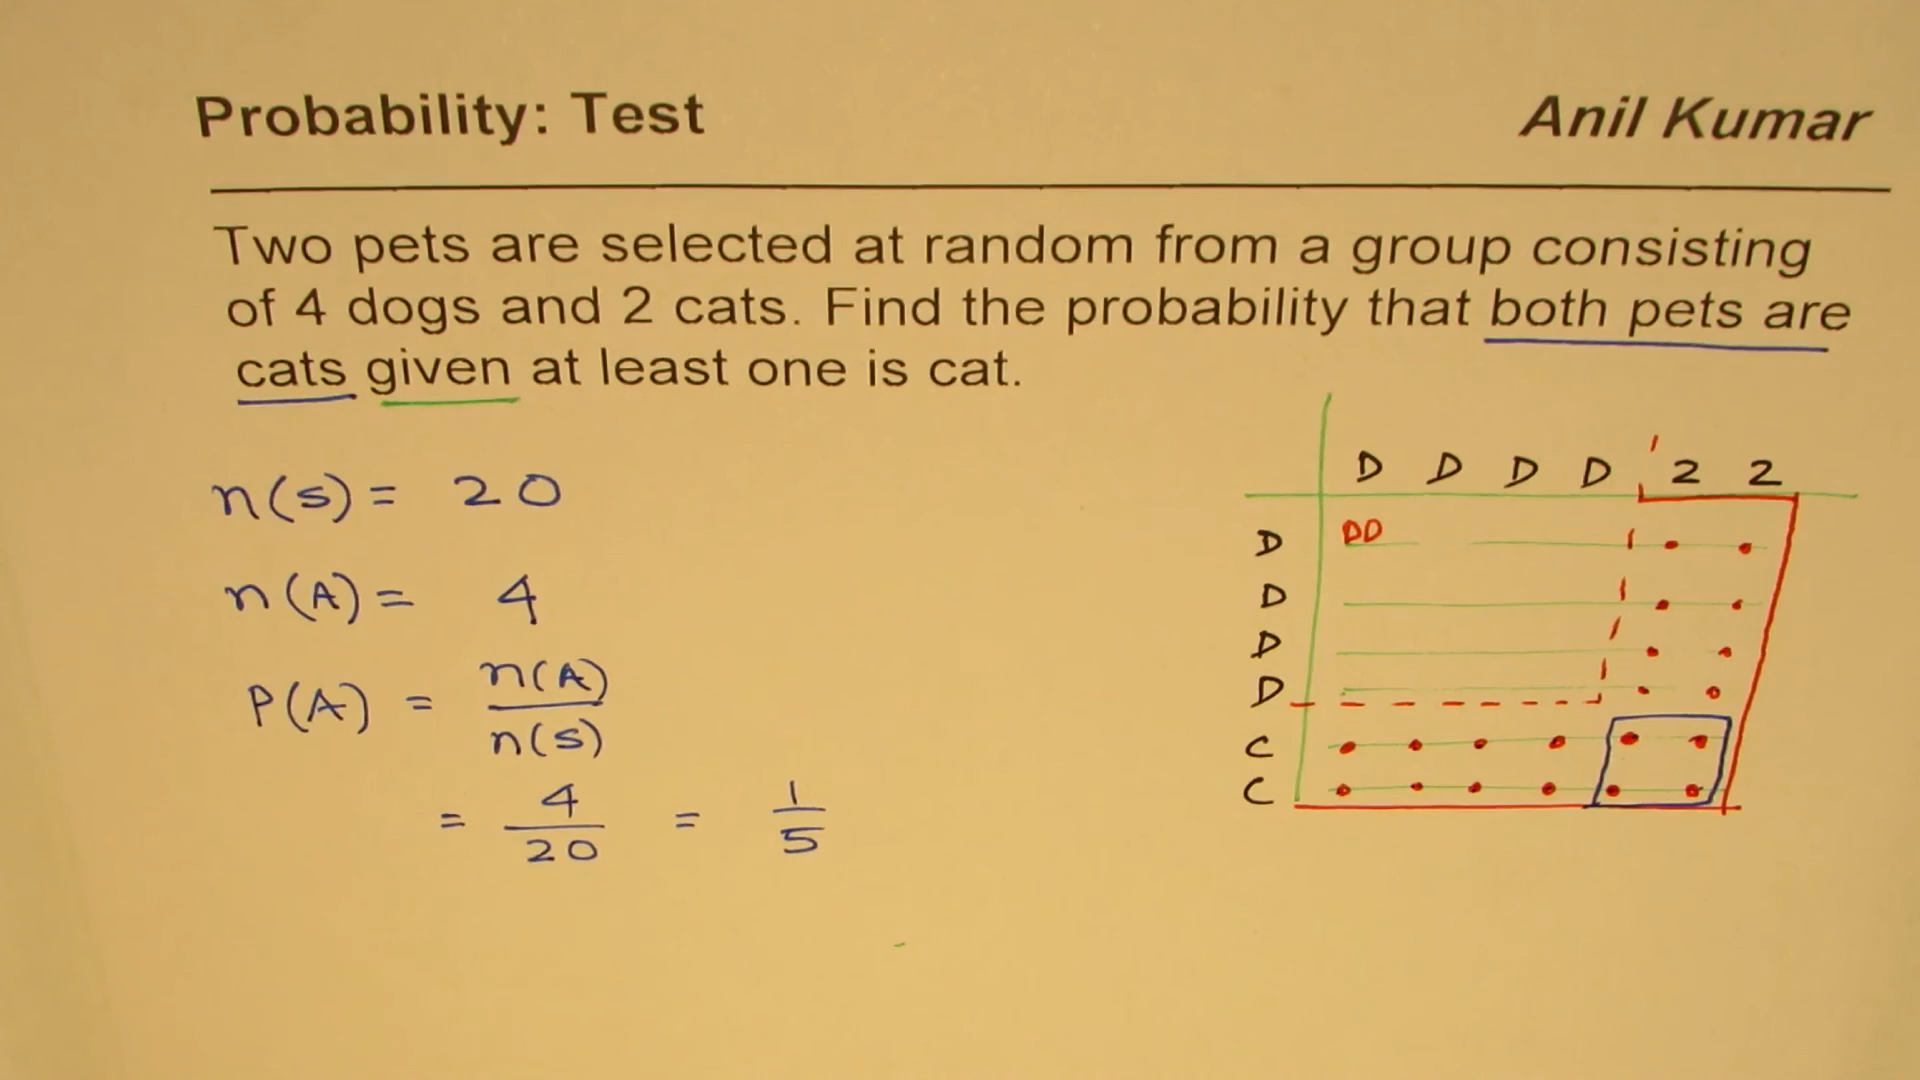 Probability: Test
Anil Kumar
Two pets are selected at random from a group consisting
of 4 dogs and 2 cats. Find the probability that both pets are
cats given at least one is cat.
n(s) = 20
n(A) = 4
P(A) = n(A)/n(s)
= 4/20 = 1/5
D D D D 2 2
D DD
D
D
D
C
C